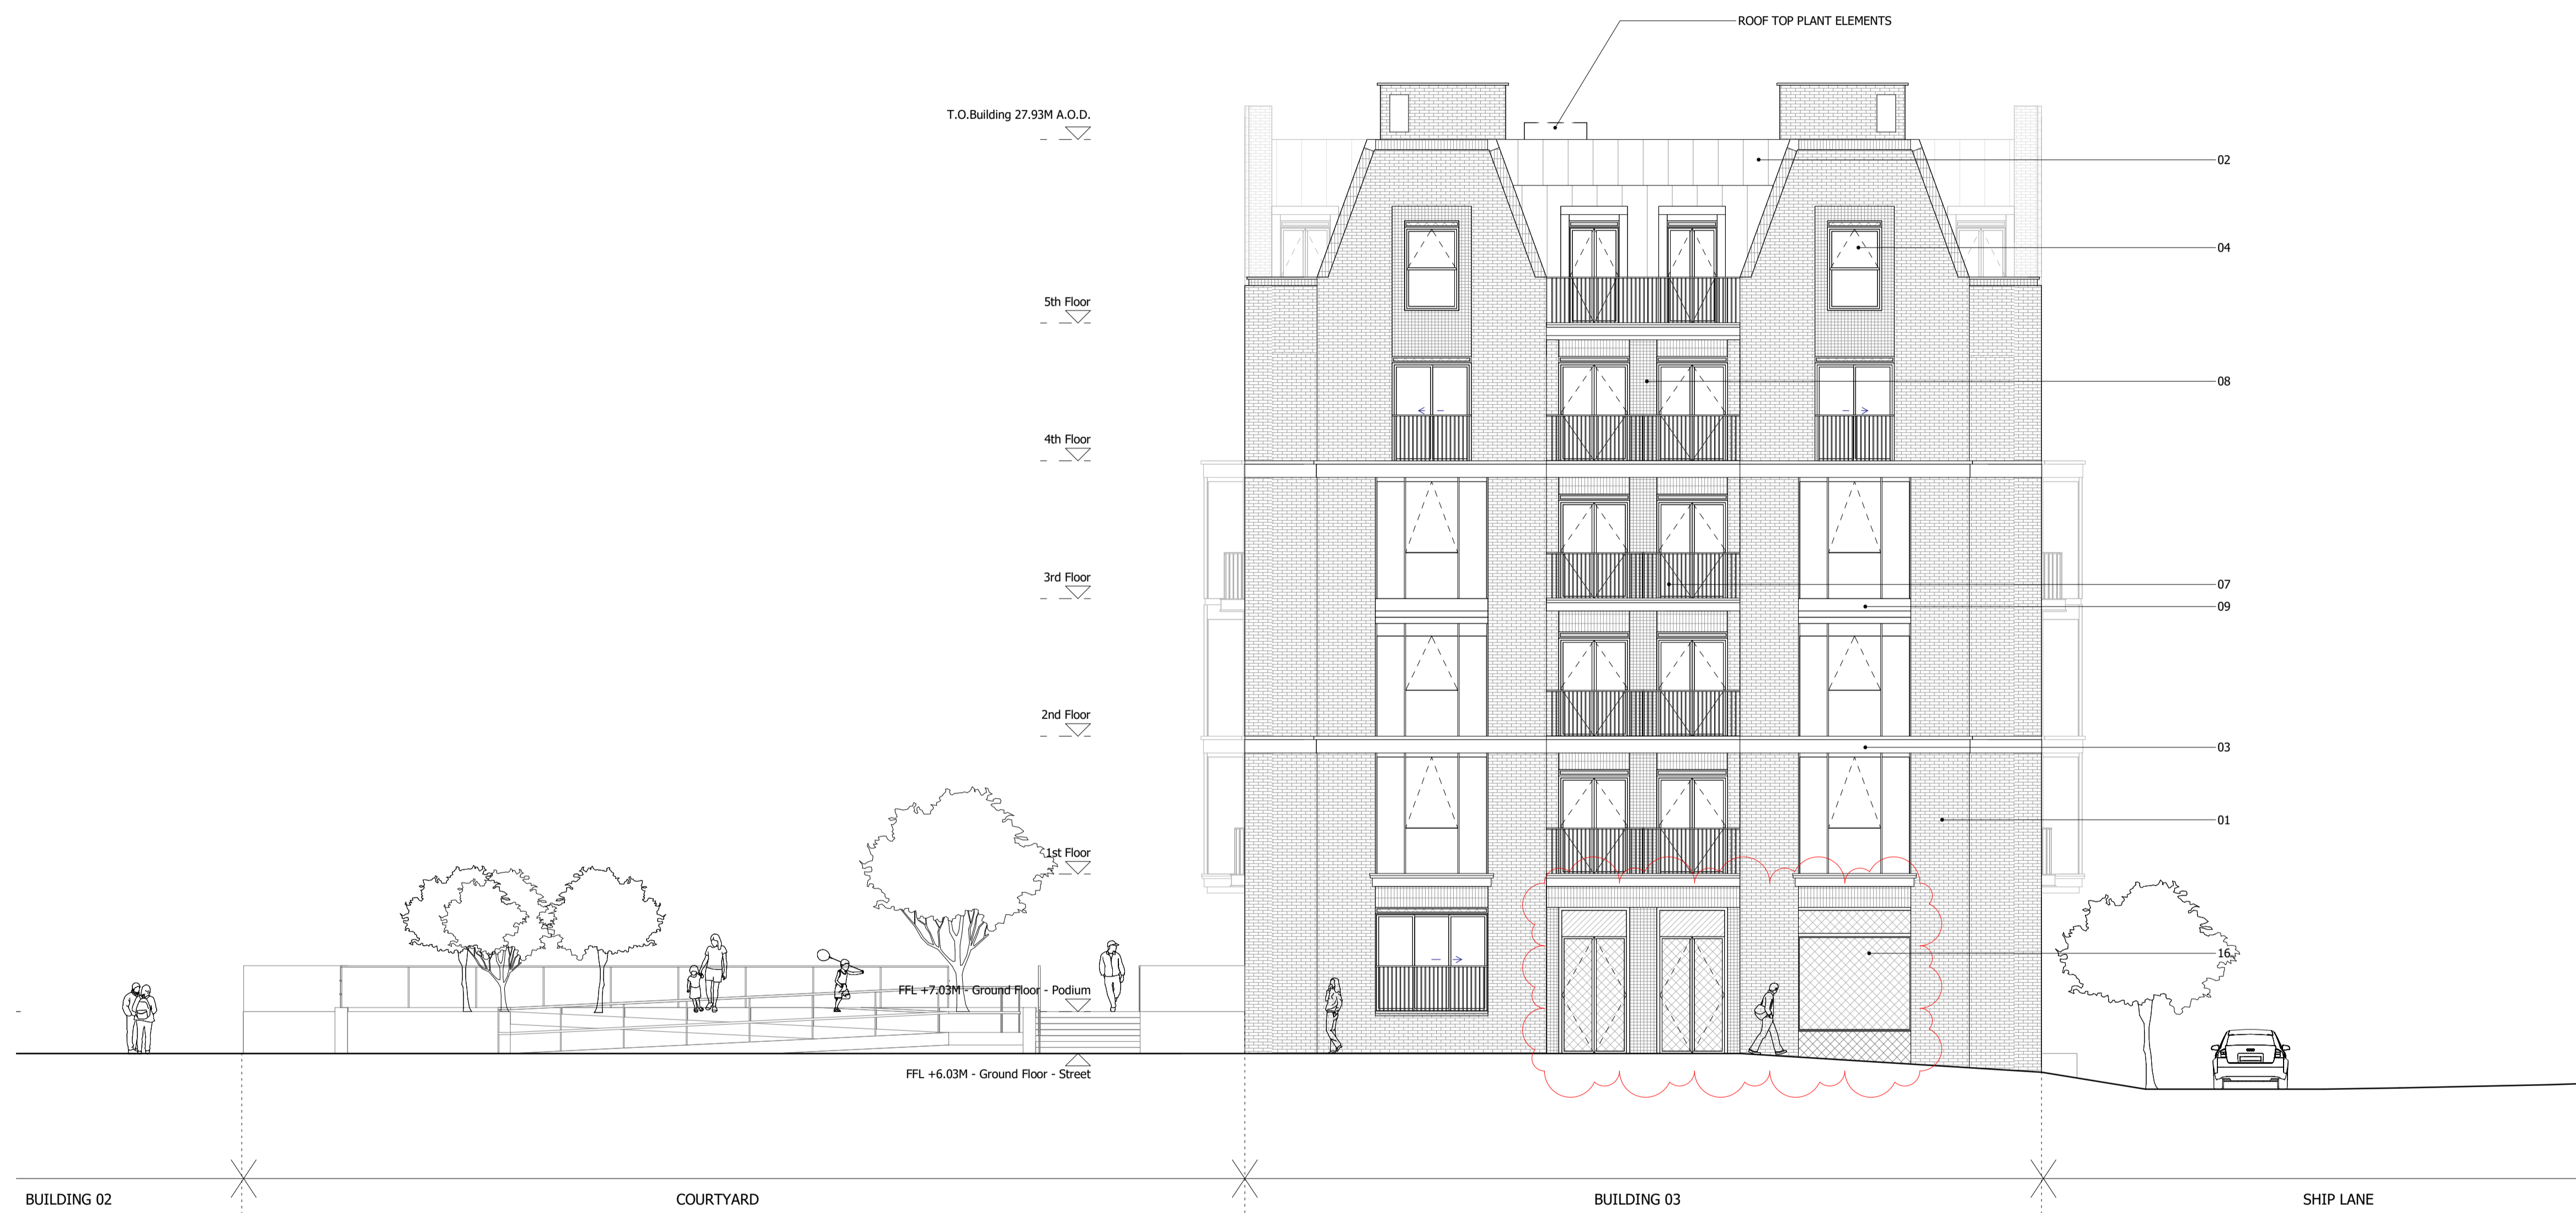 ROOF TOP PLANT ELEMENTS
T.O.Building 27.93M A.O.D.
02
04
5th Floor
08
4th Floor
3rd Floor
07
09
2nd Floor
03
01
1st Floor
16
FFL +7.03M - Ground Floor - Podium
FFL +6.03M - Ground Floor - Street
BUILDING 02
COURTYARD
BUILDING 03
SHIP LANE